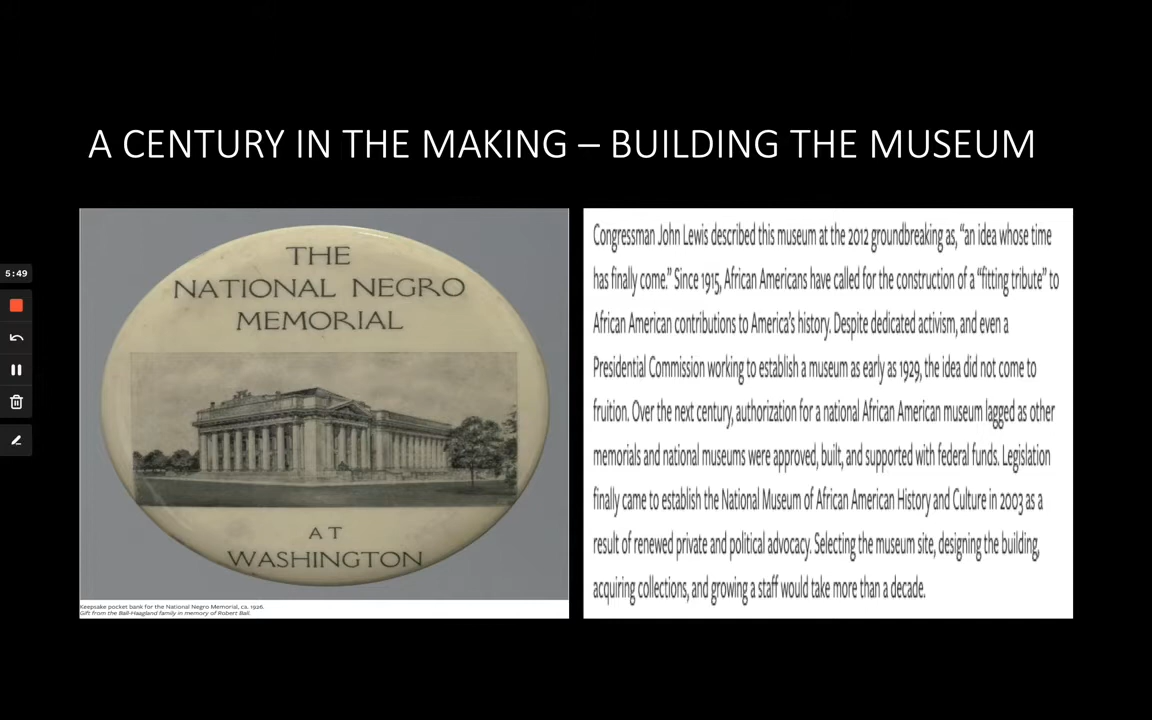 A CENTURY IN THE MAKING – BUILDING THE MUSEUM
THE
NATIONAL NEGRO
MEMORIAL
AT
WASHINGTON
Keepsake pocket bank for the National Negro Memorial, ca. 1926.
Gift from the Ball-Haagland family in memory of Robert Ball.
Congressman John Lewis described this museum at the 2012 groundbreaking as, “an idea whose time
has finally come.” Since 1915, African Americans have called for the construction of a “fitting tribute” to
African American contributions to America’s history. Despite dedicated activism, and even a
Presidential Commission working to establish a museum as early as 1929, the idea did not come to
fruition. Over the next century, authorization for a national African American museum lagged as other
memorials and national museums were approved, built, and supported with federal funds. Legislation
finally came to establish the National Museum of African American History and Culture in 2003 as a
result of renewed private and political advocacy. Selecting the museum site, designing the building,
acquiring collections, and growing a staff would take more than a decade.
5:49